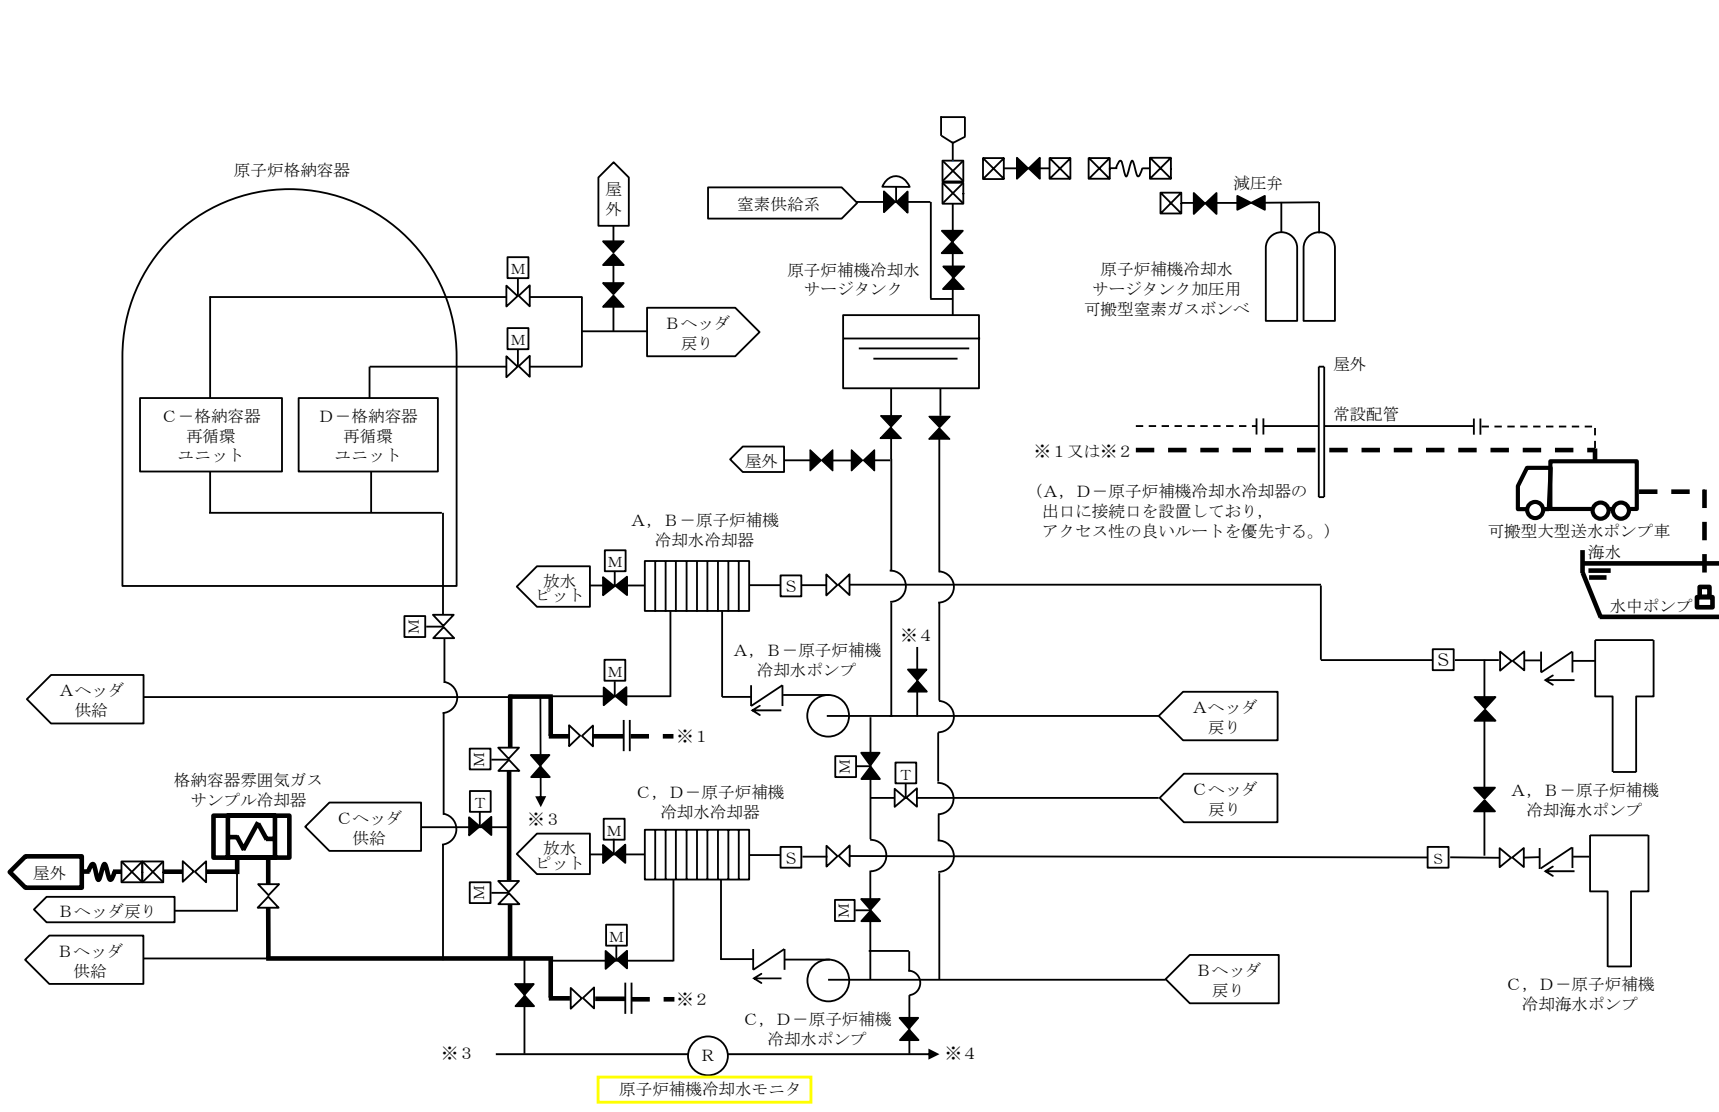 原子炉格納容器
屋
外
窒素供給系
減圧弁
M
原子炉補機冷却水
サージタンク
原子炉補機冷却水
サージタンク加圧用
可搬型窒素ガスボンベ
M
Bヘッダ
戻り
屋外
C－格納容器
再循環
ユニット
D－格納容器
再循環
ユニット
常設配管
屋外
※1又は※2
(A，D－原子炉補機冷却水冷却器の
出口に接続口を設置しており，
アクセス性の良いルートを優先する。)
可搬型大型送水ポンプ車
海水
水中ポンプ
A，B－原子炉補機
冷却水冷却器
放水
ピット
M
S
M
※4
A，B－原子炉補機
冷却水ポンプ
S
M
Aヘッダ
供給
Aヘッダ
戻り
※1
M
M
T
格納容器雰囲気ガス
サンプル冷却器
Cヘッダ
戻り
A，B－原子炉補機
冷却海水ポンプ
C，D－原子炉補機
冷却水冷却器
T
※3
Cヘッダ
供給
M
放水
ピット
S
S
屋外
M
M
Bヘッダ戻り
M
Bヘッダ
供給
Bヘッダ
戻り
※2
C，D－原子炉補機
冷却海水ポンプ
C，D－原子炉補機
冷却水ポンプ
※3
R
※4
原子炉補機冷却水モニタ